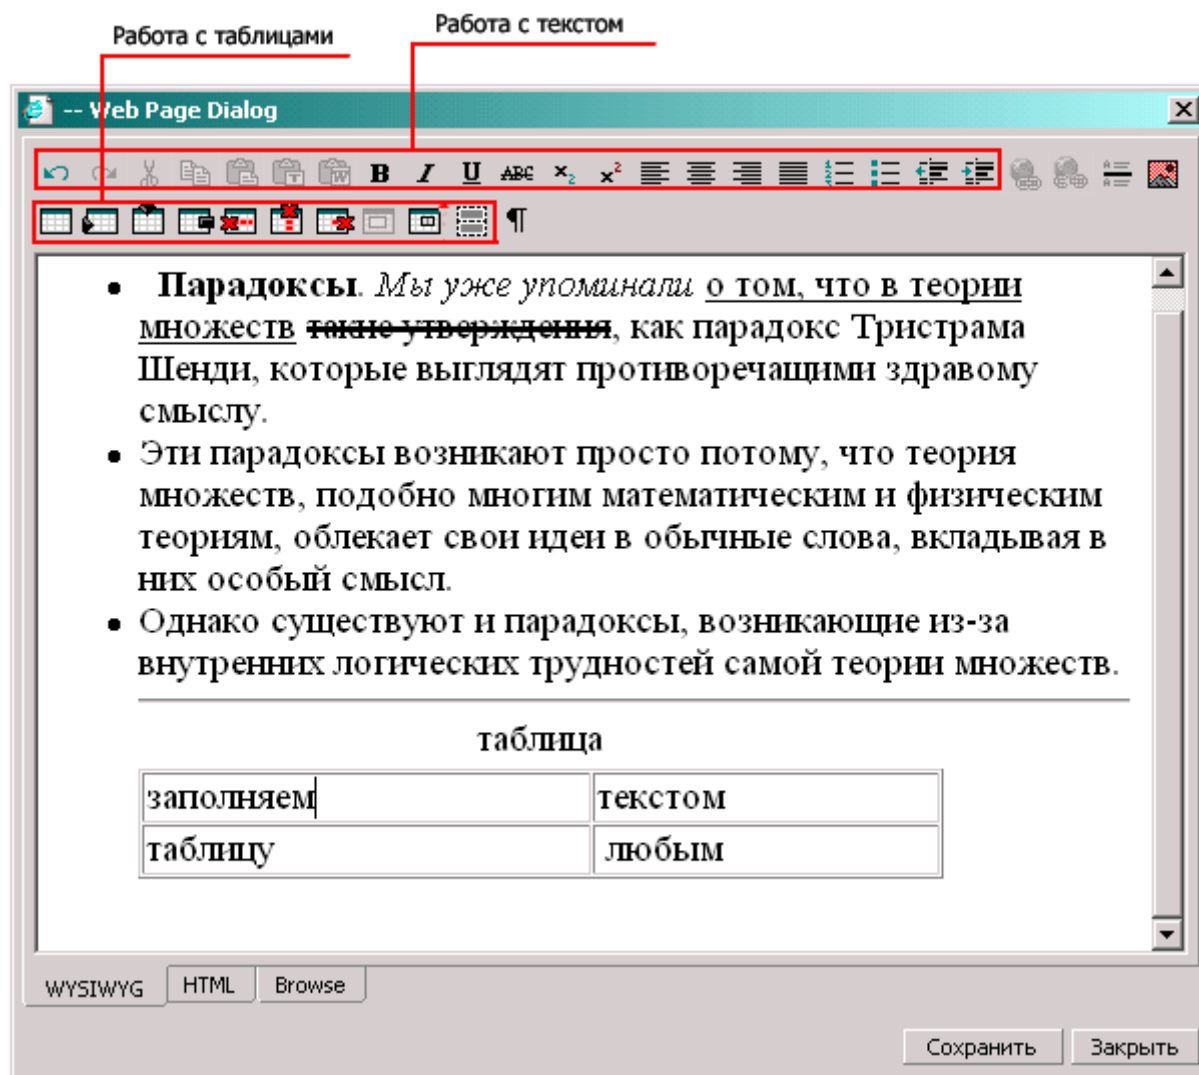 Работа с таблицами
Работа с текстом
-- Web Page Dialog
B I U ABC x₂ x²
¶
• Парадоксы. Мы уже упоминали о том, что в теории
множеств такие утверждения, как парадокс Тристрама
Шенди, которые выглядят противоречащими здравому
смыслу.
• Эти парадоксы возникают просто потому, что теория
множеств, подобно многим математическим и физическим
теориям, облекает свои идеи в обычные слова, вкладывая в
них особый смысл.
• Однако существуют и парадоксы, возникающие из-за
внутренних логических трудностей самой теории множеств.
таблица
заполняем текстом
таблицу любым
WYSIWYG HTML Browse
Сохранить Закрыть